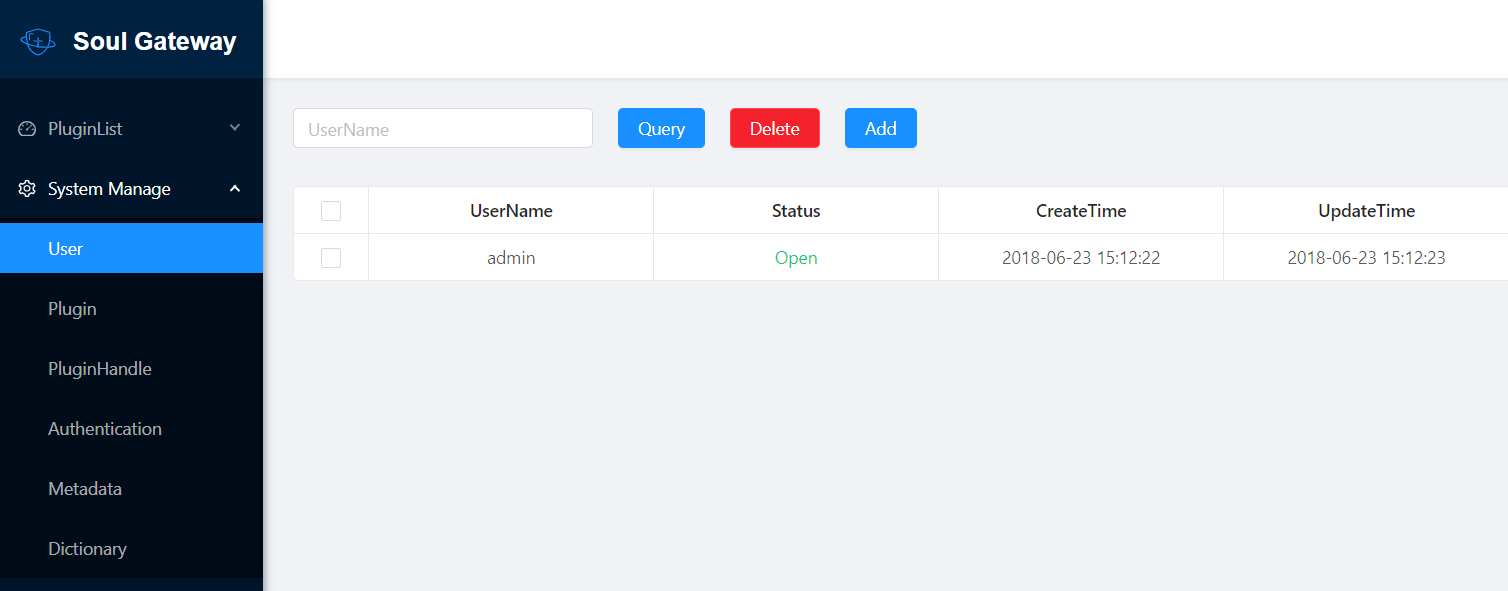 Soul Gateway
PluginList
System Manage
User
Plugin
PluginHandle
Authentication
Metadata
Dictionary
UserName Query Delete Add
UserName Status CreateTime UpdateTime
admin Open 2018-06-23 15:12:22 2018-06-23 15:12:23